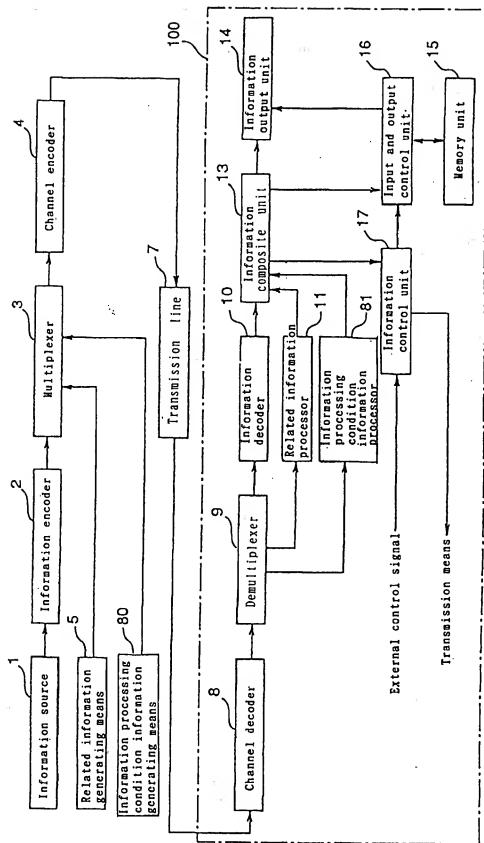 1
Information source
2
Information encoder
3
Multiplexer
4
Channel encoder
5
Related information
generating means
80
Information processing
condition information
generating means
7
Transmission line
100
8
Channel decoder
9
Demultiplexer
10
Information
decoder
11
Related information
processor
Information
processing
condition
information
processor
81
13
Information
composite unit
14
Information
output unit
16
Input and output
control unit
15
Memory unit
17
Information
control unit
External control signal
Transmission means